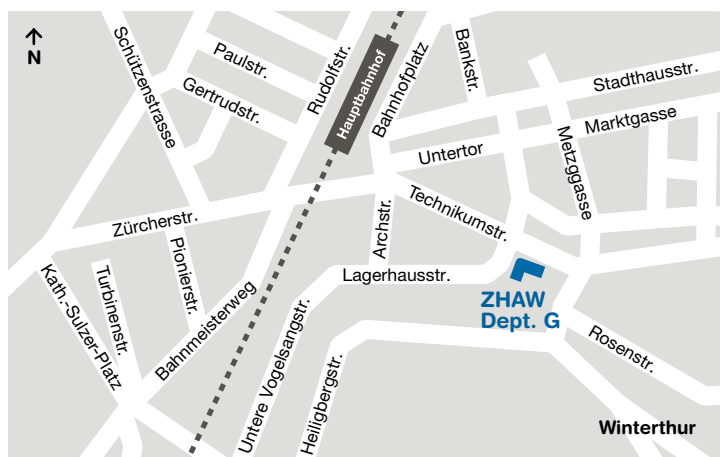 N
Schützenstrasse
Paulstr.
Gertrudstr.
Rudolfstr.
Hauptbahnhof
Bahnhofplatz
Bankstr.
Stadthausstr.
Marktgasse
Untertor
Metzggasse
Technikumstr.
Zürcherstr.
Pionierstr.
Archstr.
Lagerhausstr.
Kath.-Sulzer-Platz
Turbinenstr.
Bahnmeisterweg
Untere Vogelsangstr.
Heiligbergstr.
ZHAW
Dept. G
Rosenstr.
Winterthur